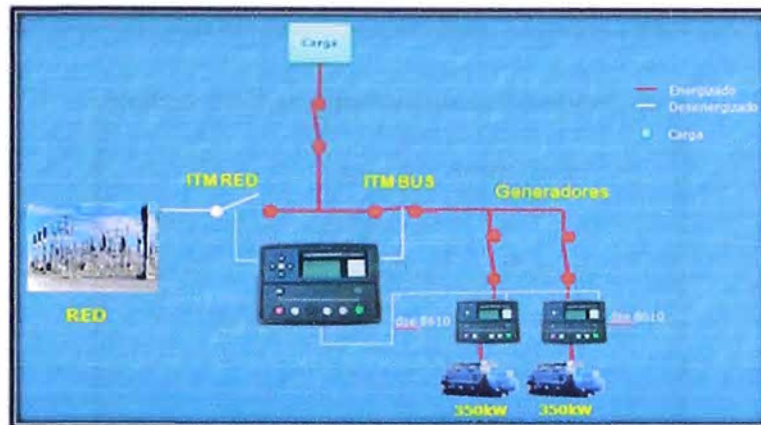 Carga
Energizado
Desenergizado
Carga
ITM RED
ITM BUS
Generadores
RED
dse 8610
dse 8610
350kW
350kW